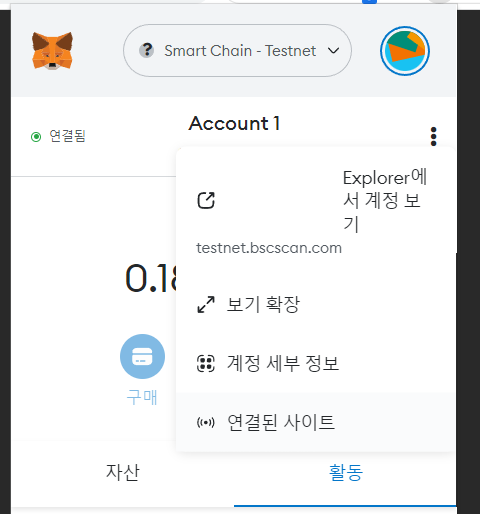 Smart Chain - Testnet
Account 1
연결됨
Explorer에
서 계정 보
기
testnet.bscscan.com
0.18
보기 확장
계정 세부 정보
구매
연결된 사이트
자산
활동